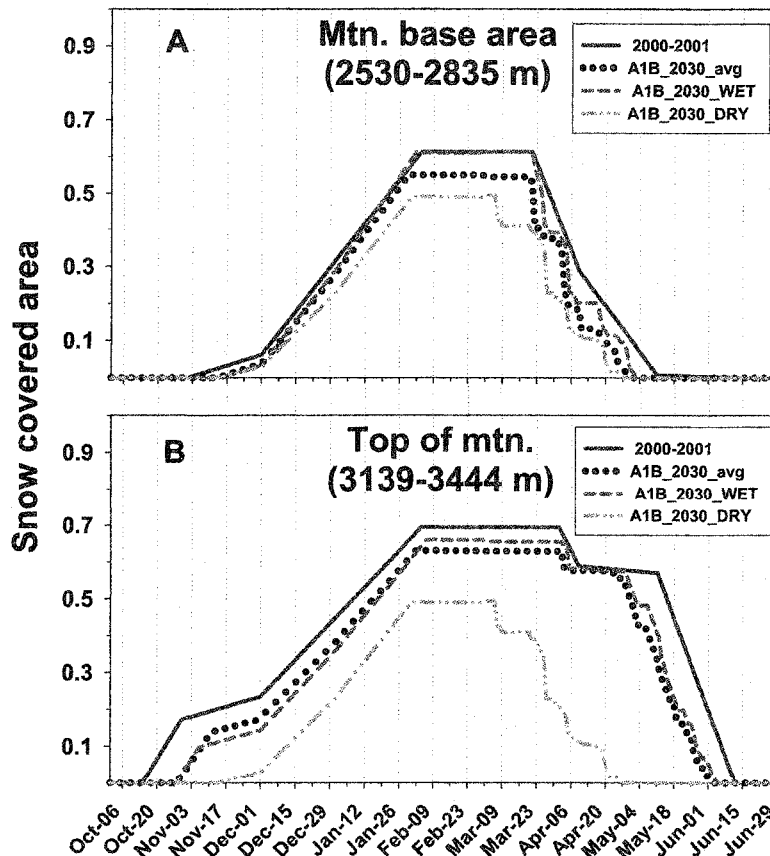 A
Mtn. base area
(2530-2835 m)
2000-2001
A1B_2030_avg
A1B_2030_WET
A1B_2030_DRY
0.9
0.7
0.5
0.3
0.1
Snow covered area
B
Top of mtn.
(3139-3444 m)
2000-2001
A1B_2030_avg
A1B_2030_WET
A1B_2030_DRY
0.9
0.7
0.5
0.3
0.1
Oct-06
Oct-20
Nov-03
Nov-17
Dec-01
Dec-15
Dec-29
Jan-12
Jan-26
Feb-09
Feb-23
Mar-09
Mar-23
Apr-06
Apr-20
May-04
May-18
Jun-01
Jun-15
Jun-29